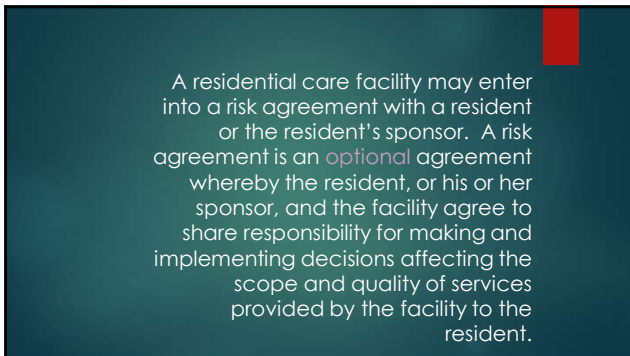 A residential care facility may enter
into a risk agreement with a resident
or the resident's sponsor.  A risk
agreement is an optional agreement
whereby the resident, or his or her
sponsor, and the facility agree to
share responsibility for making and
implementing decisions affecting the
scope and quality of services
provided by the facility to the
resident.